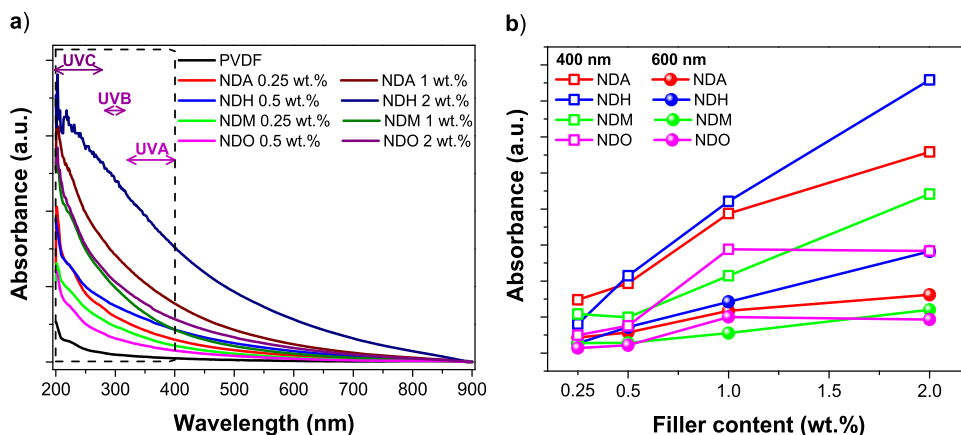 a)
UVC
UVB
UVA
PVDF
NDA 0.25 wt.% NDA 1 wt.%
NDH 0.5 wt.% NDH 2 wt.%
NDM 0.25 wt.% NDM 1 wt.%
NDO 0.5 wt.% NDO 2 wt.%
Absorbance (a.u.)
200 300 400 500 600 700 800 900
Wavelength (nm)
b)
400 nm 600 nm
NDA NDA
NDH NDH
NDM NDM
NDO NDO
Absorbance (a.u.)
0.25 0.5 1.0 1.5 2.0
Filler content (wt.%)